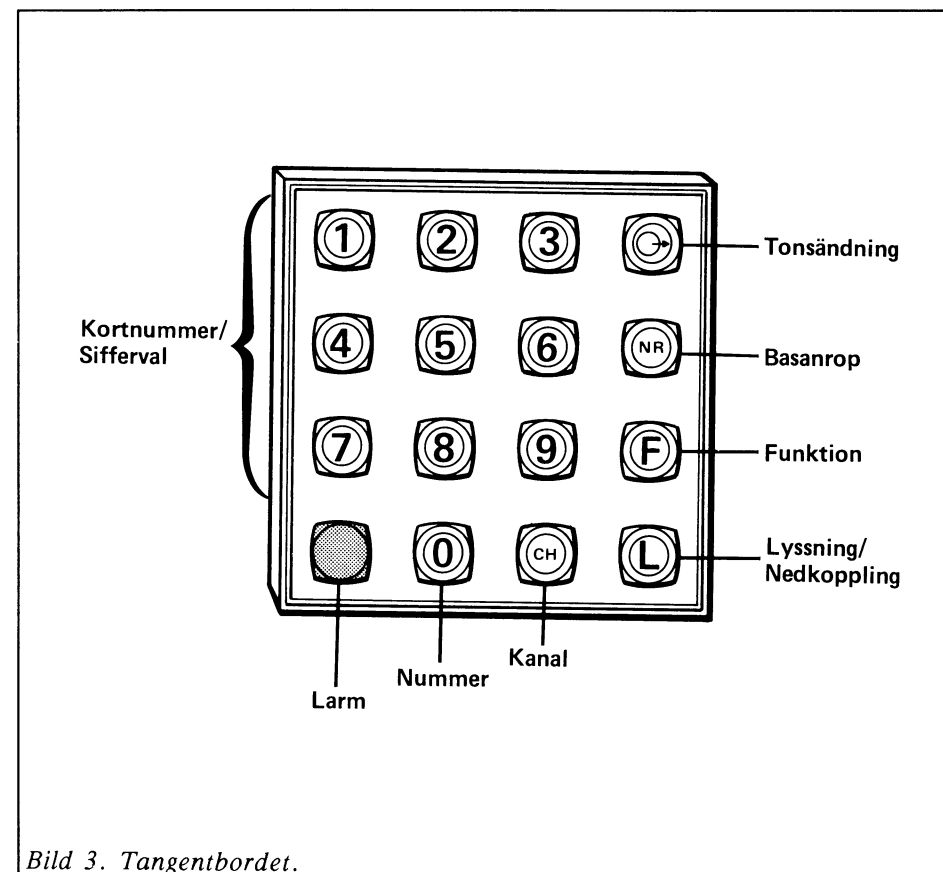 1 2 3 Tonsändning
Kortnummer/
Sifferval
4 5 6 NR Basanrop
7 8 9 F Funktion
0 CH L Lyssning/
Nedkoppling
Larm
Nummer
Kanal
Bild 3. Tangentbordet.